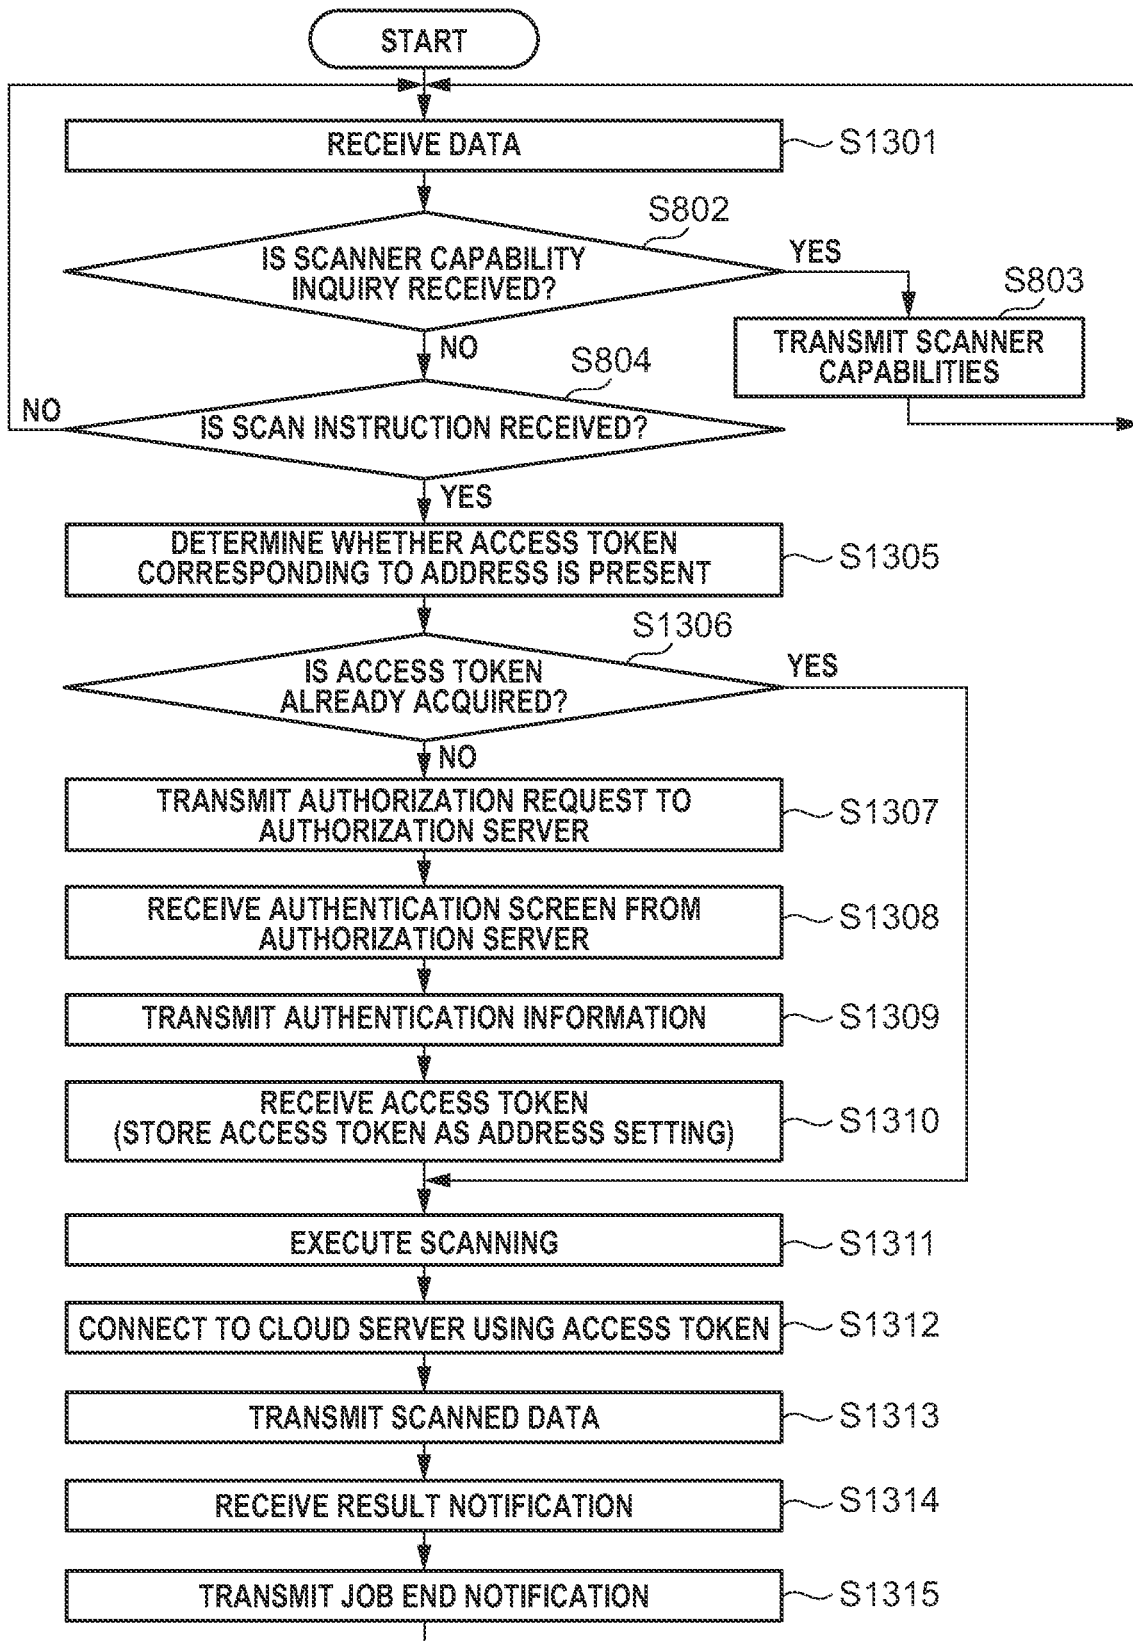 START
RECEIVE DATA
S1301
S802
IS SCANNER CAPABILITY
INQUIRY RECEIVED?
YES
S803
TRANSMIT SCANNER
CAPABILITIES
NO
S804
NO
IS SCAN INSTRUCTION RECEIVED?
YES
DETERMINE WHETHER ACCESS TOKEN
CORRESPONDING TO ADDRESS IS PRESENT
S1305
S1306
IS ACCESS TOKEN
ALREADY ACQUIRED?
YES
NO
TRANSMIT AUTHORIZATION REQUEST TO
AUTHORIZATION SERVER
S1307
RECEIVE AUTHENTICATION SCREEN FROM
AUTHORIZATION SERVER
S1308
TRANSMIT AUTHENTICATION INFORMATION
S1309
RECEIVE ACCESS TOKEN
(STORE ACCESS TOKEN AS ADDRESS SETTING)
S1310
EXECUTE SCANNING
S1311
CONNECT TO CLOUD SERVER USING ACCESS TOKEN
S1312
TRANSMIT SCANNED DATA
S1313
RECEIVE RESULT NOTIFICATION
S1314
TRANSMIT JOB END NOTIFICATION
S1315